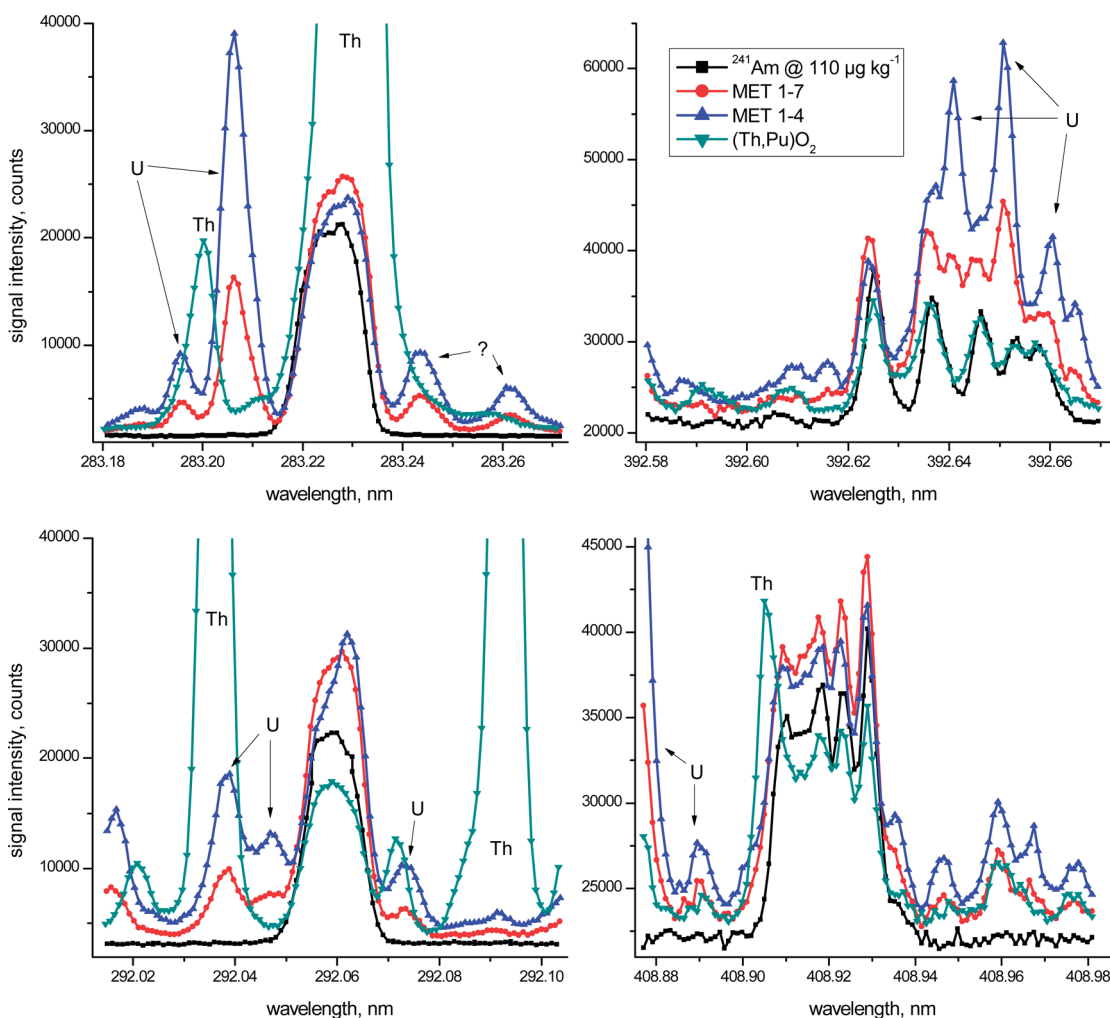 40000
30000
20000
10000
signal intensity, counts
283.18
283.20
283.22
283.24
283.26
wavelength, nm
U
Th
Th
?
60000
50000
40000
30000
20000
392.58
392.60
392.62
392.64
392.66
wavelength, nm
²⁴¹Am @ 110 µg kg⁻¹
MET 1-7
MET 1-4
(Th,Pu)O₂
U
40000
30000
20000
10000
signal intensity, counts
292.02
292.04
292.06
292.08
292.10
wavelength, nm
Th
U
U
Th
45000
40000
35000
30000
25000
408.88
408.90
408.92
408.94
408.96
408.98
wavelength, nm
Th
U